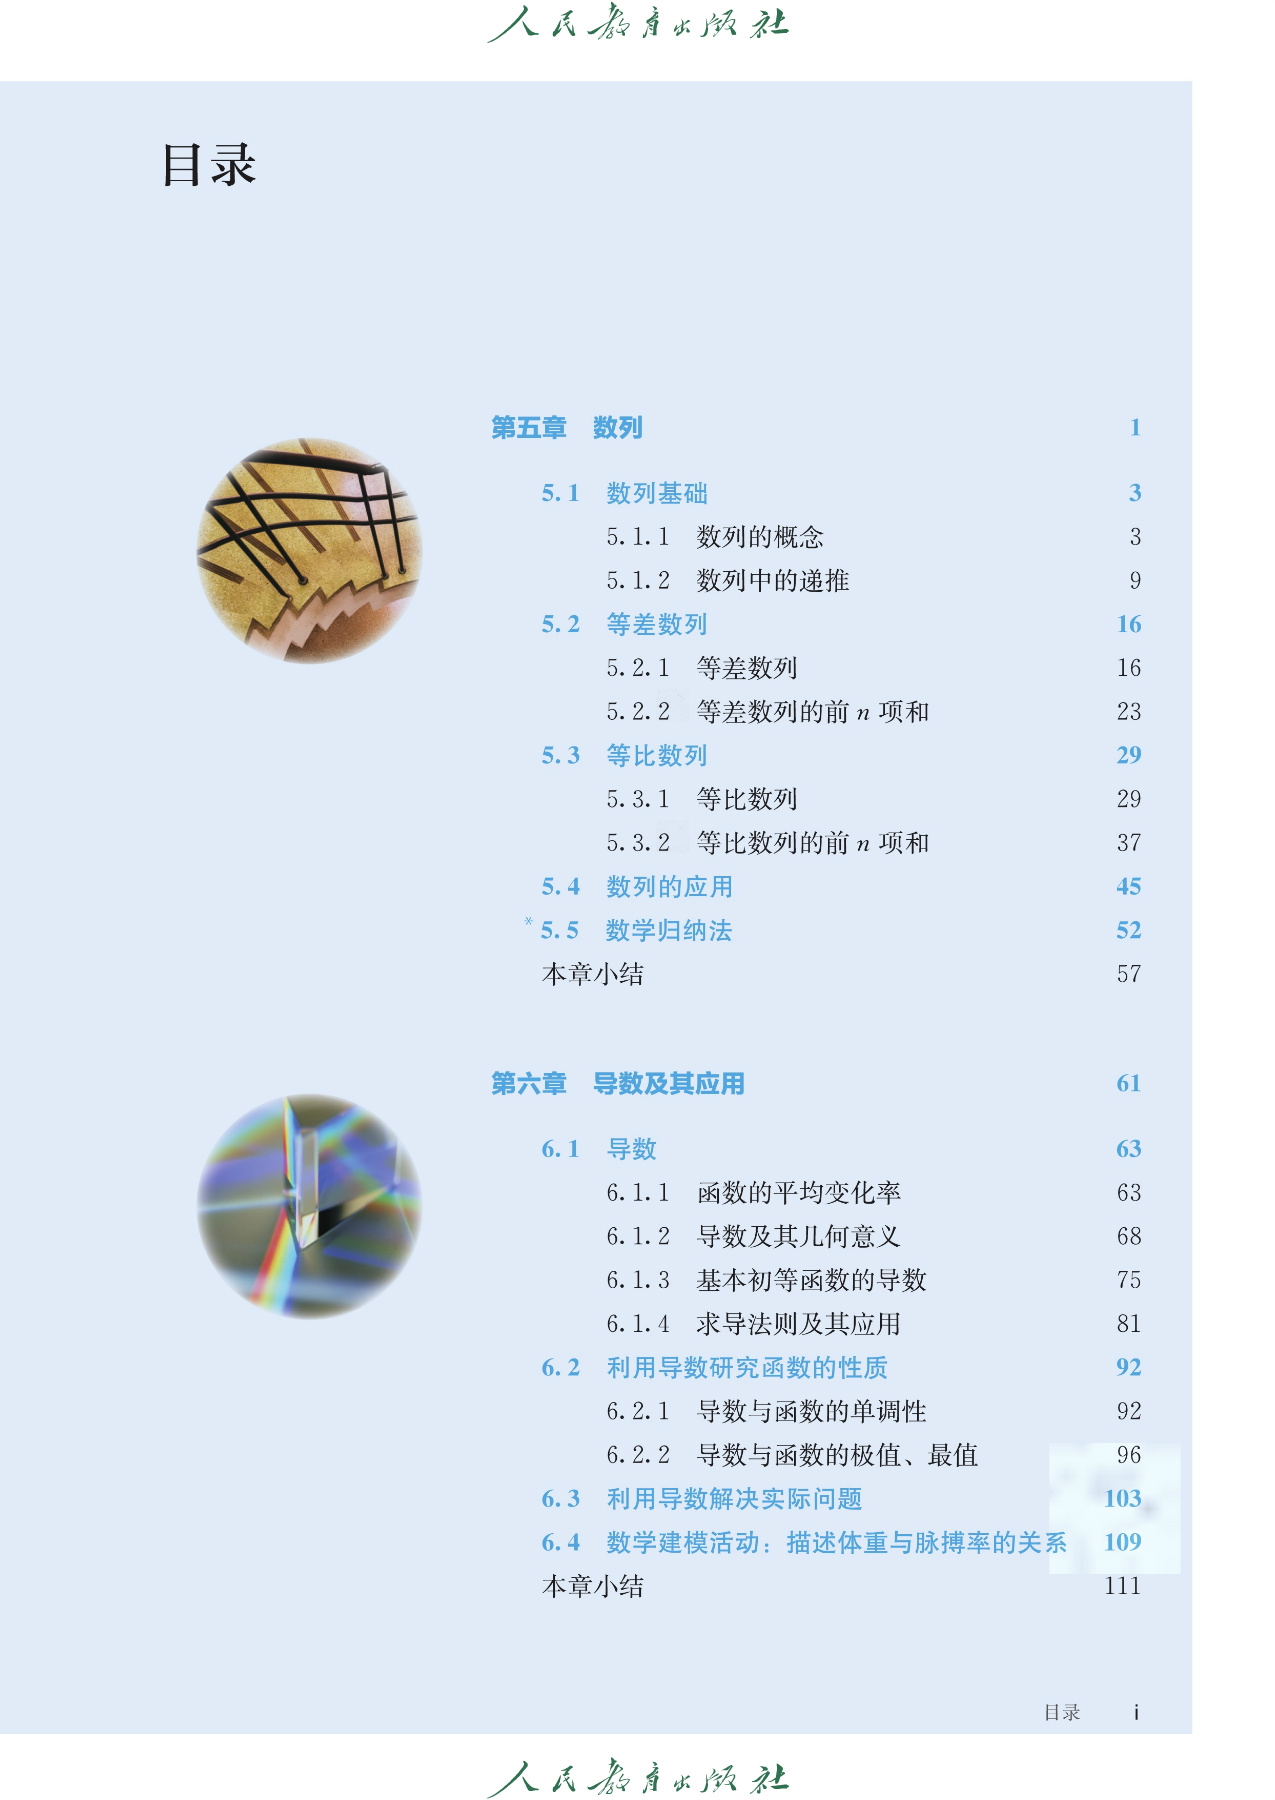 人民教育出版社
目录
第五章 数列 1
5.1 数列基础 3
5.1.1 数列的概念 3
5.1.2 数列中的递推 9
5.2 等差数列 16
5.2.1 等差数列 16
5.2.2 等差数列的前 n 项和 23
5.3 等比数列 29
5.3.1 等比数列 29
5.3.2 等比数列的前 n 项和 37
5.4 数列的应用 45
*5.5 数学归纳法 52
本章小结 57
第六章 导数及其应用 61
6.1 导数 63
6.1.1 函数的平均变化率 63
6.1.2 导数及其几何意义 68
6.1.3 基本初等函数的导数 75
6.1.4 求导法则及其应用 81
6.2 利用导数研究函数的性质 92
6.2.1 导数与函数的单调性 92
6.2.2 导数与函数的极值、最值 96
6.3 利用导数解决实际问题 103
6.4 数学建模活动：描述体重与脉搏率的关系 109
本章小结 111
目录 i
人民教育出版社